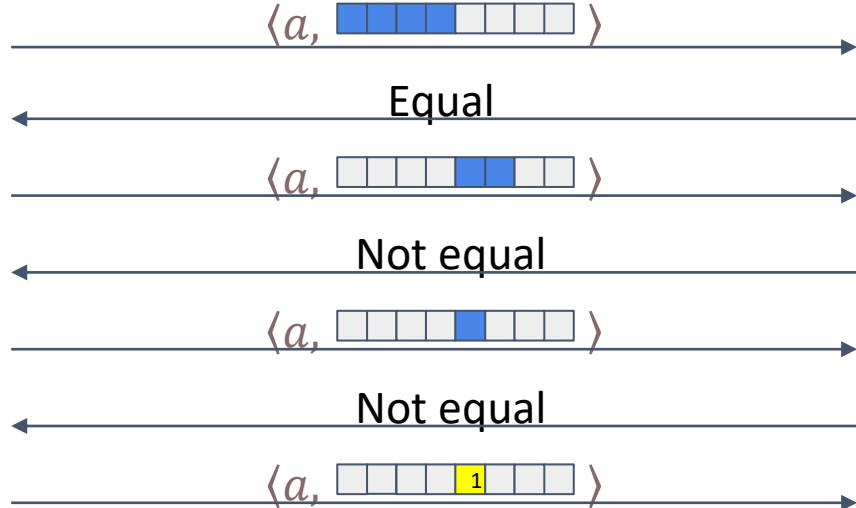 ⟨a, ⟩
Equal
⟨a, ⟩
Not equal
⟨a, ⟩
Not equal
⟨a, 1 ⟩